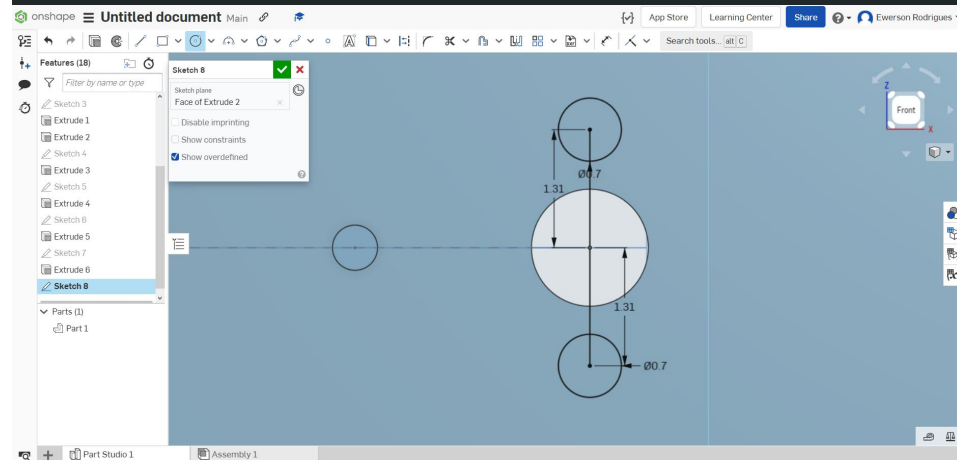 onshape Untitled document Main App Store Learning Center Share Ewerson Rodrigues
Search tools... alt C
Features (18)
Filter by name or type
Sketch 3
Extrude 1
Extrude 2
Sketch 4
Extrude 3
Sketch 5
Extrude 4
Sketch 6
Extrude 5
Sketch 7
Extrude 6
Sketch 8
Parts (1)
Part 1
Sketch 8
Sketch plane
Face of Extrude 2
Disable imprinting
Show constraints
Show overdefined
Ø0.7
1.31
1.31
Ø0.7
Z
Front
X
Part Studio 1 Assembly 1